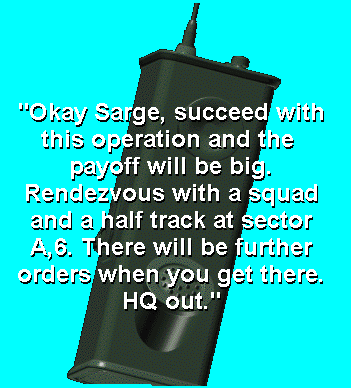 "Okay Sarge, succeed with
this operation and the
payoff will be big.
Rendezvous with a squad
and a half track at sector
A,6. There will be further
orders when you get there.
HQ out."